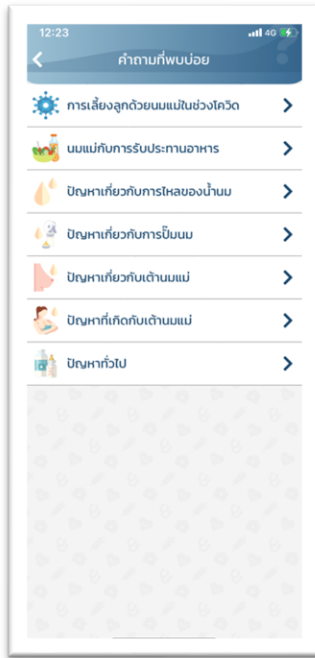 12:23
4G
คำถามที่พบบ่อย
การเลี้ยงลูกด้วยนมแม่ในช่วงโควิด
นมแม่กับการรับประทานอาหาร
ปัญหาเกี่ยวกับการไหลของน้ำนม
ปัญหาเกี่ยวกับการปั๊มนม
ปัญหาเกี่ยวกับเต้านมแม่
ปัญหาที่เกิดกับเต้านมแม่
ปัญหาทั่วไป